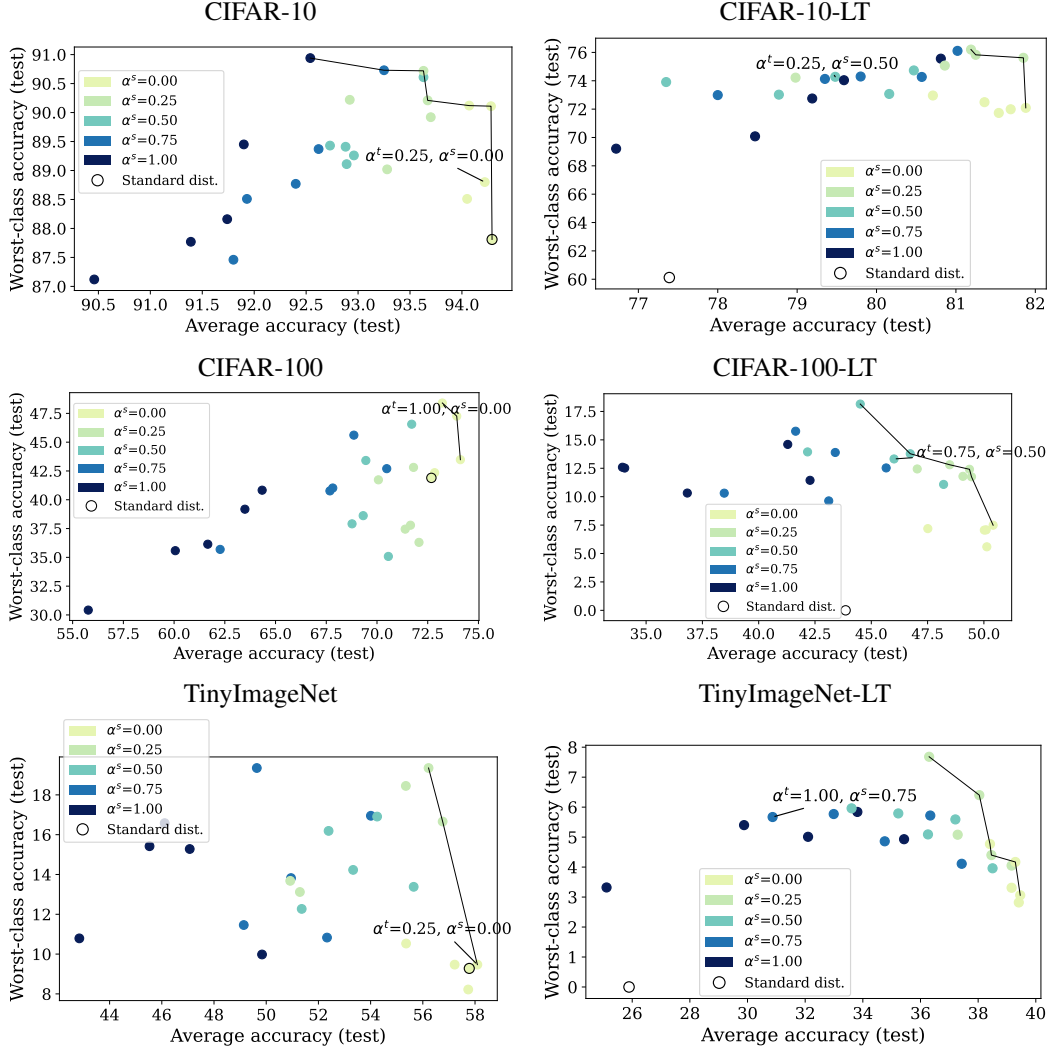 CIFAR-10
Worst-class accuracy (test)
91.0
90.5
90.0
89.5
89.0
88.5
88.0
87.5
87.0
α^s=0.00
α^s=0.25
α^s=0.50
α^s=0.75
α^s=1.00
Standard dist.
α^t=0.25, α^s=0.00
90.5 91.0 91.5 92.0 92.5 93.0 93.5 94.0
Average accuracy (test)
CIFAR-10-LT
Worst-class accuracy (test)
76
74
72
70
68
66
64
62
60
α^t=0.25, α^s=0.50
α^s=0.00
α^s=0.25
α^s=0.50
α^s=0.75
α^s=1.00
Standard dist.
77 78 79 80 81 82
Average accuracy (test)
CIFAR-100
Worst-class accuracy (test)
47.5
45.0
42.5
40.0
37.5
35.0
32.5
30.0
α^s=0.00
α^s=0.25
α^s=0.50
α^s=0.75
α^s=1.00
Standard dist.
α^t=1.00, α^s=0.00
55.0 57.5 60.0 62.5 65.0 67.5 70.0 72.5 75.0
Average accuracy (test)
CIFAR-100-LT
Worst-class accuracy (test)
17.5
15.0
12.5
10.0
7.5
5.0
2.5
0.0
α^t=0.75, α^s=0.50
α^s=0.00
α^s=0.25
α^s=0.50
α^s=0.75
α^s=1.00
Standard dist.
35.0 37.5 40.0 42.5 45.0 47.5 50.0
Average accuracy (test)
TinyImageNet
Worst-class accuracy (test)
18
16
14
12
10
8
α^s=0.00
α^s=0.25
α^s=0.50
α^s=0.75
α^s=1.00
Standard dist.
α^t=0.25, α^s=0.00
44 46 48 50 52 54 56 58
Average accuracy (test)
TinyImageNet-LT
Worst-class accuracy (test)
8
7
6
5
4
3
2
1
0
α^t=1.00, α^s=0.75
α^s=0.00
α^s=0.25
α^s=0.50
α^s=0.75
α^s=1.00
Standard dist.
26 28 30 32 34 36 38 40
Average accuracy (test)